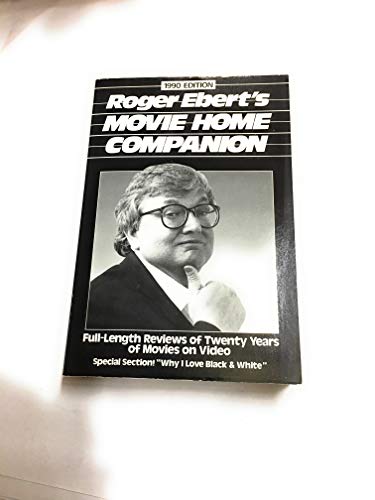 1990 EDITION
Roger Ebert's
MOVIE HOME
COMPANION
Full-Length Reviews of Twenty Years
of Movies on Video
Special Section! "Why I Love Black & White"